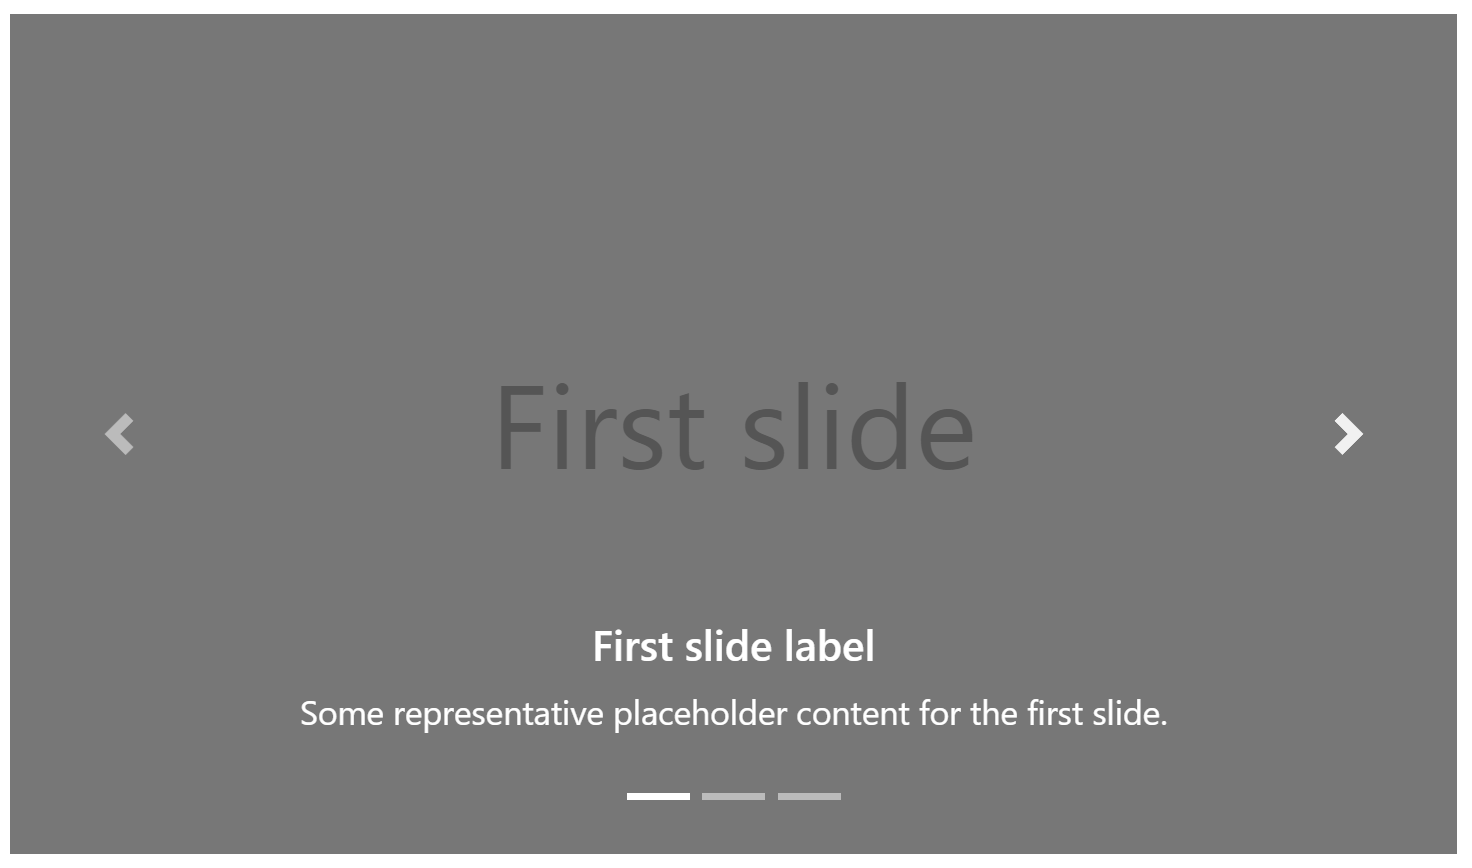 First slide
First slide label
Some representative placeholder content for the first slide.